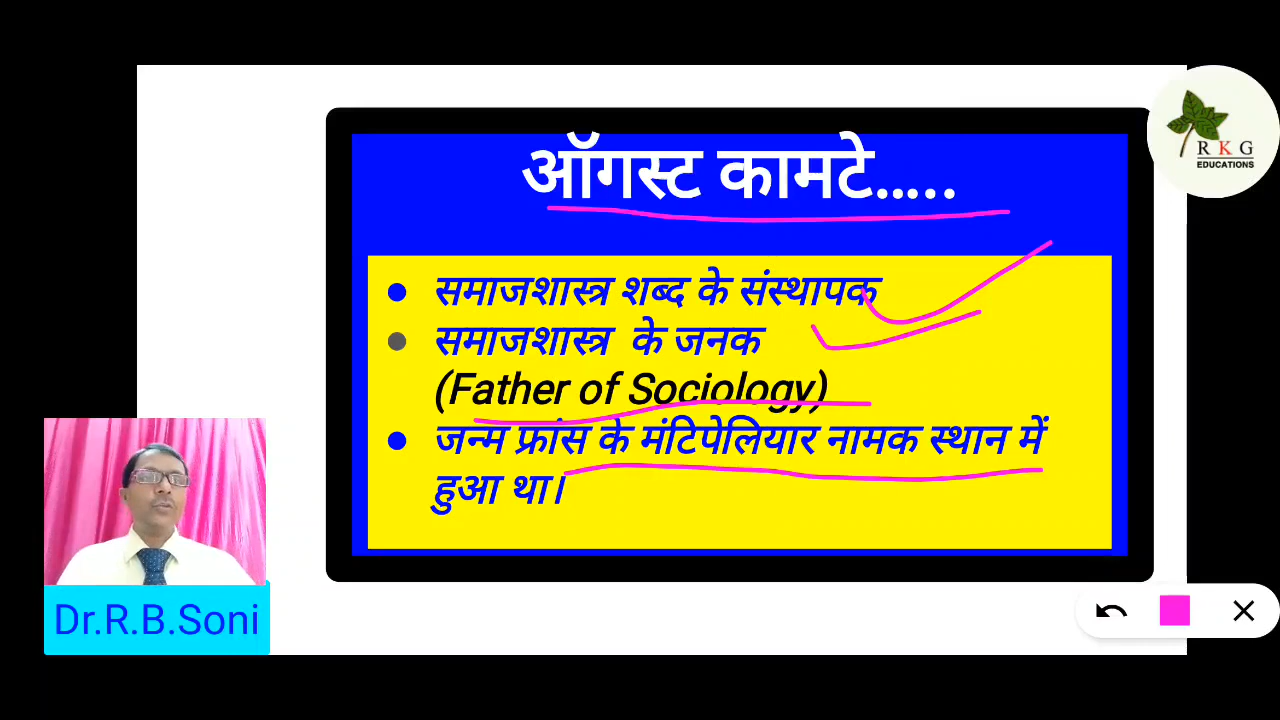 ऑगस्ट कामटे.....
समाजशास्त्र शब्द के संस्थापक
समाजशास्त्र के जनक
(Father of Sociology)
जन्म फ्रांस के मंटिपेलियार नामक स्थान में
हुआ था।
RKG
EDUCATIONS
Dr.R.B.Soni